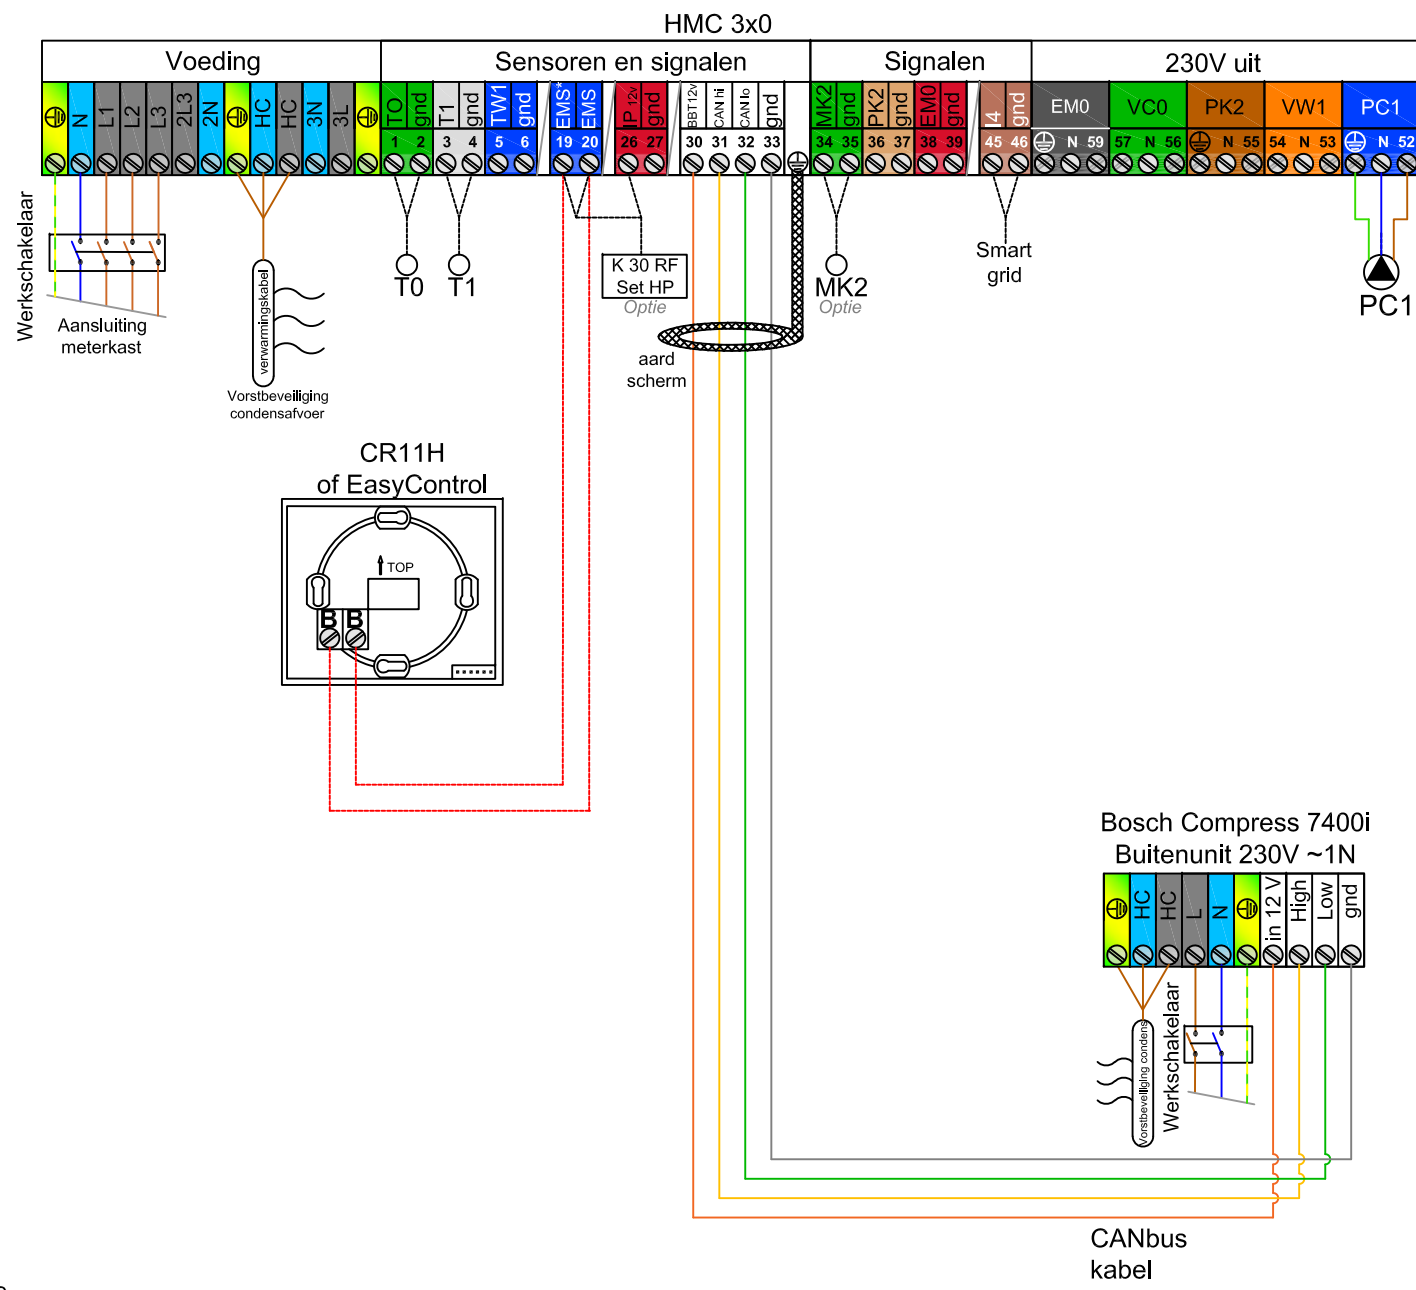 HMC 3x0
Voeding
Sensoren en signalen
Signalen
230V uit
N
L1
L2
L3
2L3
2N
HC
HC
3N
3L
TO
gnd
T1
gnd
TW1
gnd
EMS*
EMS
IP 12v
gnd
BBT12v
CAN hi
CAN lo
gnd
MK2
gnd
PK2
gnd
EM0
gnd
I4
gnd
EM0
VC0
PK2
VW1
PC1
1 2 3 4 5 6 19 20 26 27 30 31 32 33 34 35 36 37 38 39 45 46 N 59 57 N 56 N 55 54 N 53 N 52
Werkschakelaar
Aansluiting
meterkast
verwarmingskabel
Vorstbeveiliging
condensafvoer
T0
T1
K 30 RF
Set HP
Optie
MK2
Optie
Smart
grid
PC1
aard
scherm
CR11H
of EasyControl
TOP
B B
Bosch Compress 7400i
Buitenunit 230V ~1N
HC
HC
L
N
in 12 V
High
Low
gnd
Vorstbeveiliging condens
Werkschakelaar
CANbus
kabel